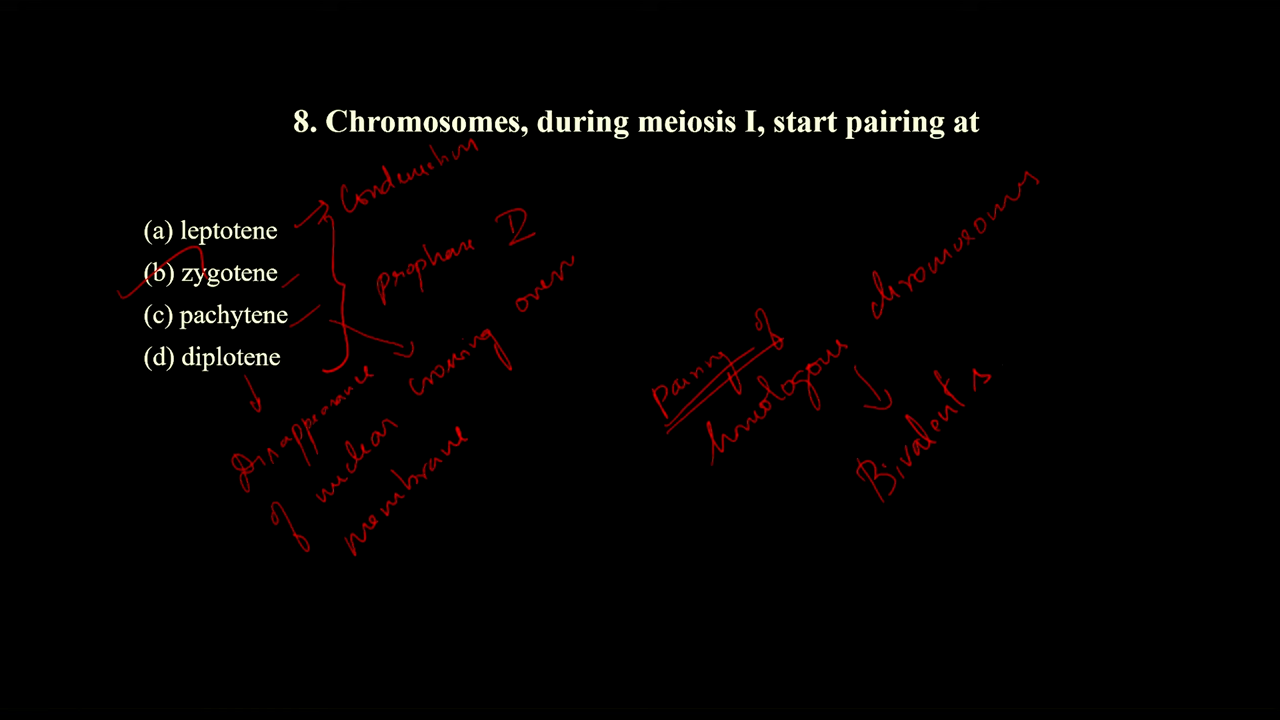 8. Chromosomes, during meiosis I, start pairing at
(a) leptotene
(b) zygotene
(c) pachytene
(d) diplotene
Condenction
prophase I
crossing over
Disappearance
of nuclear
membrane
pairing of
homologous chromosomes
Bivalents